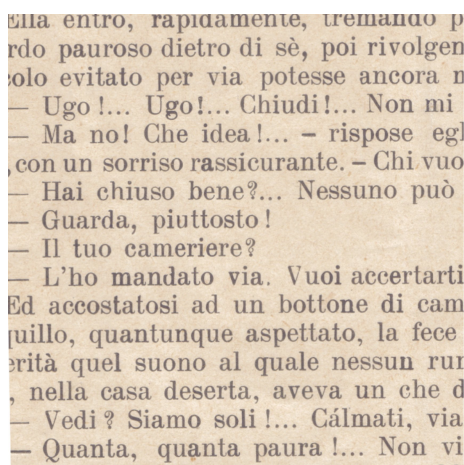 Ella entrò, rapidamente, tremando p
rdo pauroso dietro di sè, poi rivolgen
olo evitato per via potesse ancora
— Ugo!... Ugo!... Chiudi!... Non mi
— Ma no! Che idea!... – rispose egl
, con un sorriso rassicurante. – Chi vuo
— Hai chiuso bene?... Nessuno può
— Guarda, piuttosto!
— Il tuo cameriere?
— L'ho mandato via. Vuoi accertarti
Ed accostatosi ad un bottone di cam
quillo, quantunque aspettato, la fece
erità quel suono al quale nessun rum
, nella casa deserta, aveva un che d
— Vedi? Siamo soli!... Cálmati, via
— Quanta, quanta paura!... Non vi